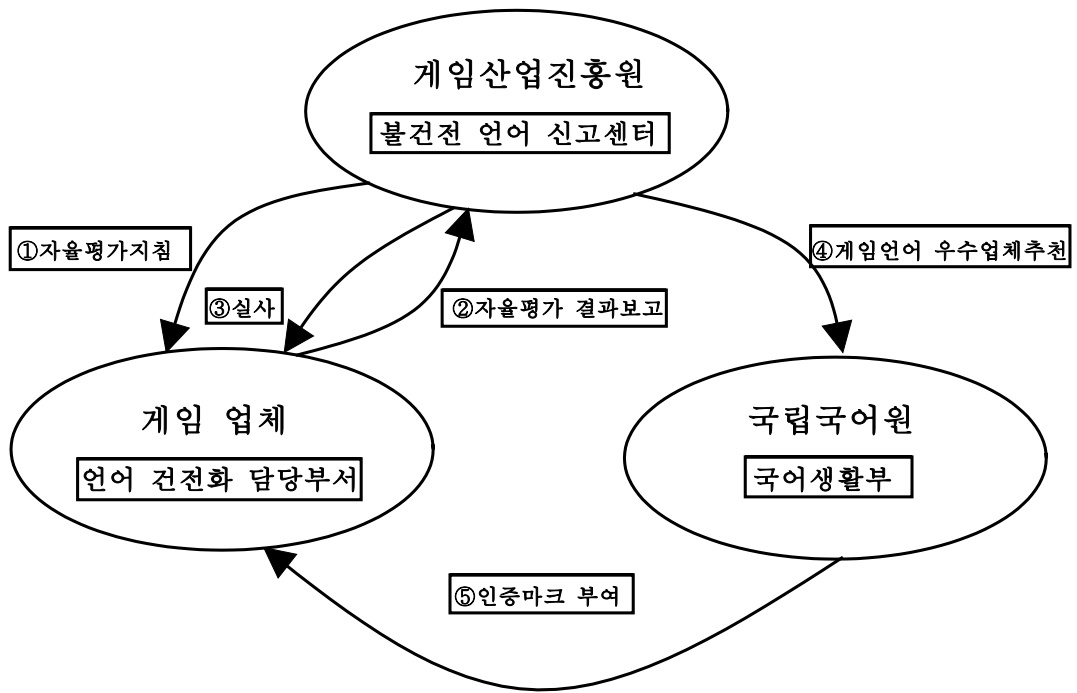 게임산업진흥원
불건전 언어 신고센터
①자율평가지침
④게임언어 우수업체추천
③실사
②자율평가 결과보고
게임 업체
언어 건전화 담당부서
국립국어원
국어생활부
⑤인증마크 부여